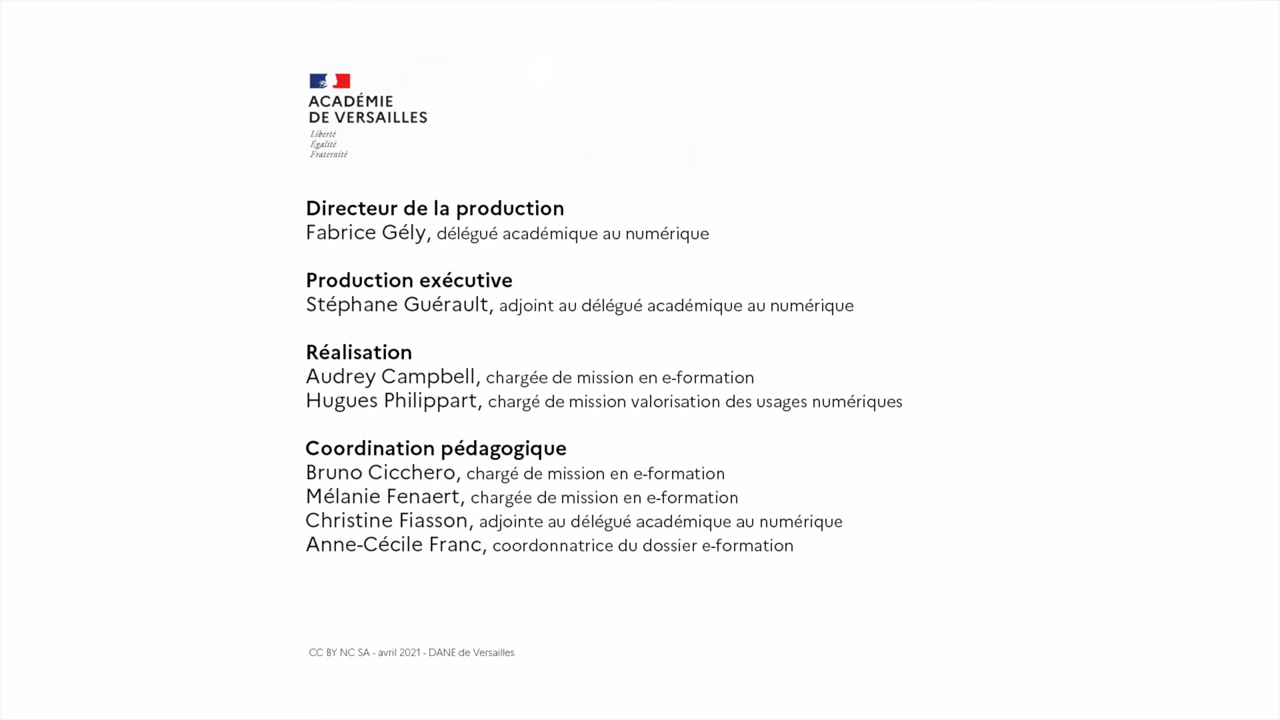 ACADÉMIE
DE VERSAILLES
Liberté
Égalité
Fraternité
Directeur de la production
Fabrice Gély, délégué académique au numérique
Production exécutive
Stéphane Guérault, adjoint au délégué académique au numérique
Réalisation
Audrey Campbell, chargée de mission en e-formation
Hugues Philippart, chargé de mission valorisation des usages numériques
Coordination pédagogique
Bruno Cicchero, chargé de mission en e-formation
Mélanie Fenaert, chargée de mission en e-formation
Christine Fiasson, adjointe au délégué académique au numérique
Anne-Cécile Franc, coordonnatrice du dossier e-formation
CC BY NC SA - avril 2021 - DANE de Versailles